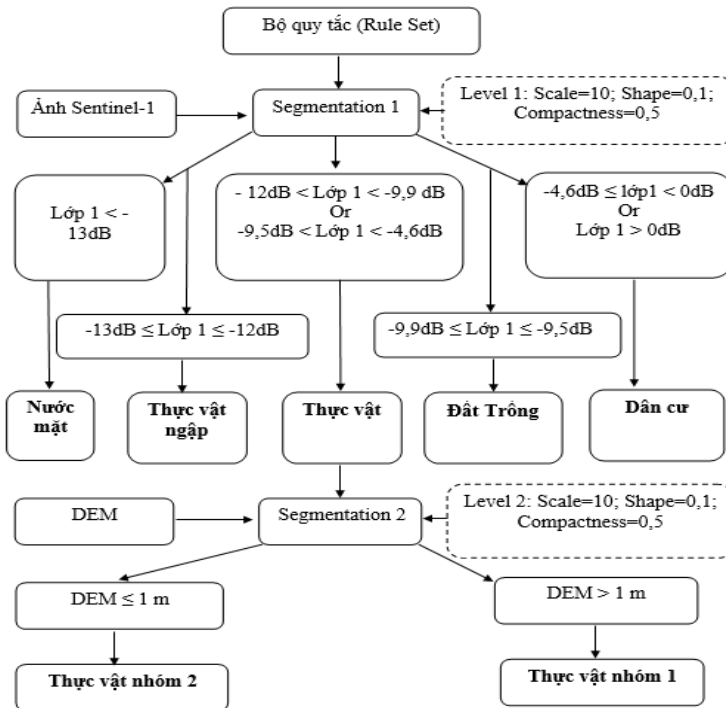 Bộ quy tắc (Rule Set)
Ảnh Sentinel-1
Segmentation 1
Level 1: Scale=10; Shape=0,1;
Compactness=0,5
Lớp 1 < -
13dB
- 12dB < Lớp 1 < -9,9 dB
Or
-9,5dB < Lớp 1 < -4,6dB
-4,6dB ≤ lớp1 < 0dB
Or
Lớp 1 > 0dB
-13dB ≤ Lớp 1 ≤ -12dB
-9,9dB ≤ Lớp 1 ≤ -9,5dB
Nước
mặt
Thực vật
ngập
Thực vật
Đất Trống
Dân cư
DEM
Segmentation 2
Level 2: Scale=10; Shape=0,1;
Compactness=0,5
DEM ≤ 1 m
DEM > 1 m
Thực vật nhóm 2
Thực vật nhóm 1